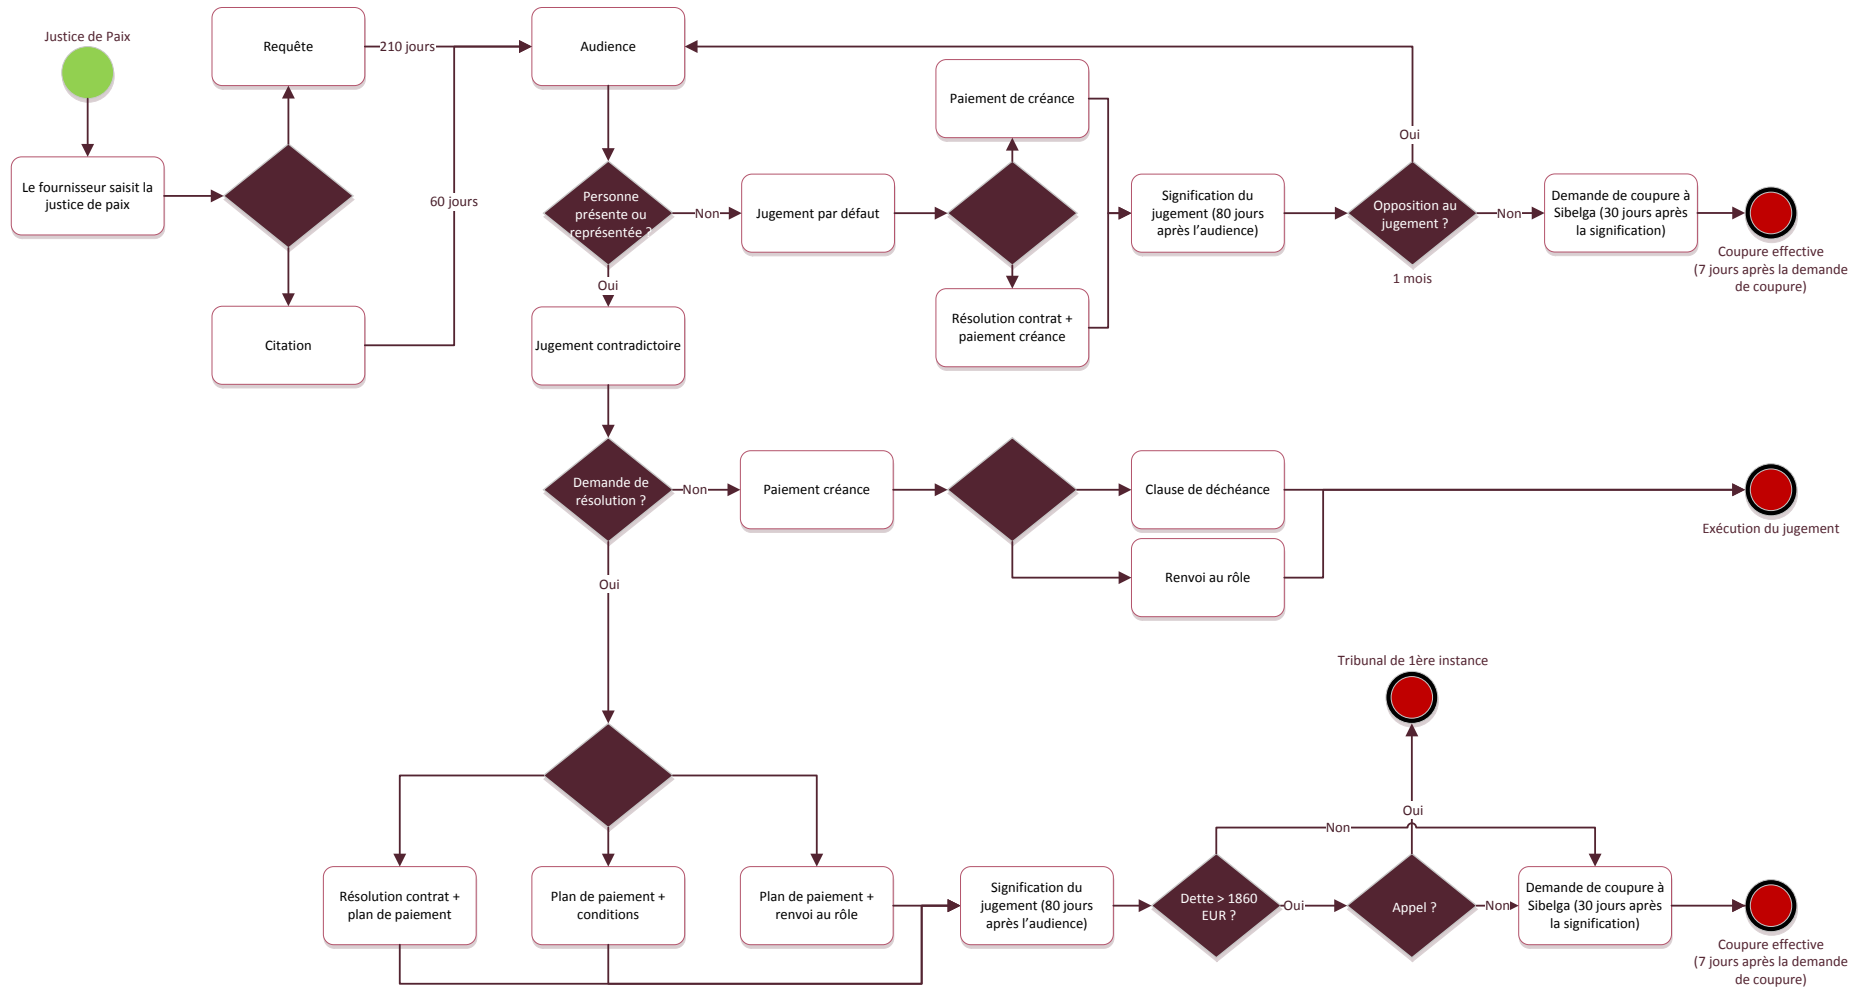 Justice de Paix
Requête
210 jours
Audience
Le fournisseur saisit la
justice de paix
60 jours
Citation
Personne
présente ou
représentée ?
Non
Jugement par défaut
Paiement de créance
Résolution contrat +
paiement créance
Signification du
jugement (80 jours
après l’audience)
Oui
Opposition au
jugement ?
1 mois
Non
Demande de coupure à
Sibelga (30 jours après
la signification)
Coupure effective
(7 jours après la demande
de coupure)
Oui
Jugement contradictoire
Demande de
résolution ?
Non
Paiement créance
Clause de déchéance
Renvoi au rôle
Exécution du jugement
Oui
Tribunal de 1ère instance
Résolution contrat +
plan de paiement
Plan de paiement +
conditions
Plan de paiement +
renvoi au rôle
Signification du
jugement (80 jours
après l’audience)
Dette > 1860
EUR ?
Non
Oui
Oui
Appel ?
Non
Demande de coupure à
Sibelga (30 jours après
la signification)
Coupure effective
(7 jours après la demande
de coupure)